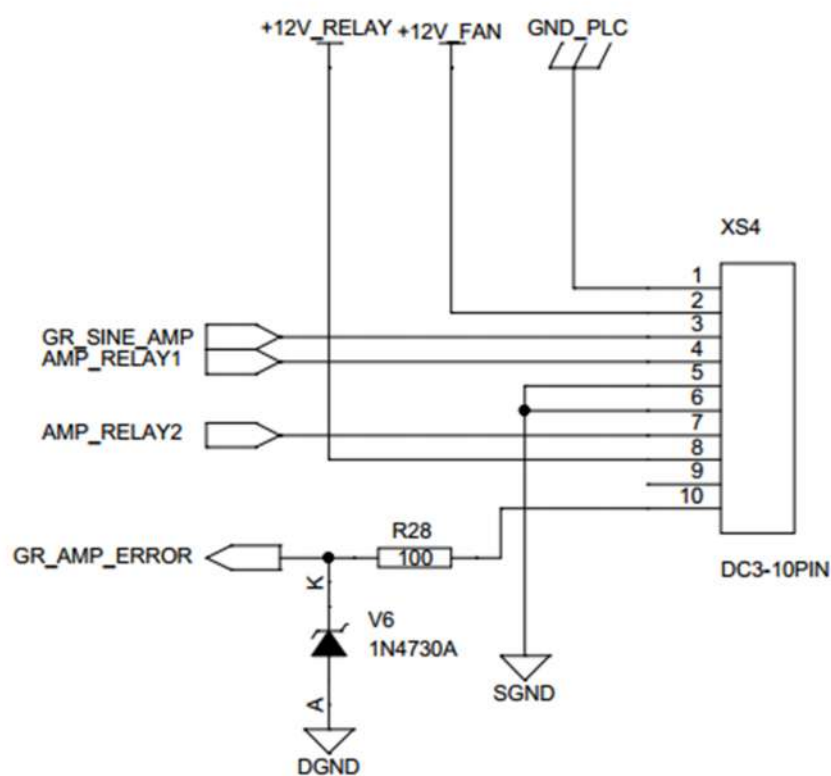 +12V_RELAY +12V_FAN GND_PLC
XS4
1
2
GR_SINE_AMP 3
AMP_RELAY1 4
5
6
AMP_RELAY2 7
8
9
10
R28
GR_AMP_ERROR 100
DC3-10PIN
K
V6
1N4730A
A
SGND
DGND